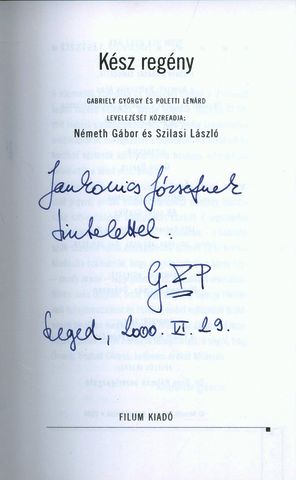 Kész regény
GABRIELY GYÖRGY ÉS POLETTI LÉNÁRD
LEVELEZÉSÉT KÖZREADJA:
Németh Gábor és Szilasi László
Jankovics Józsefnek
tisztelettel:
GFP
Szeged, 2000. VI. 29.
FILUM KIADÓ